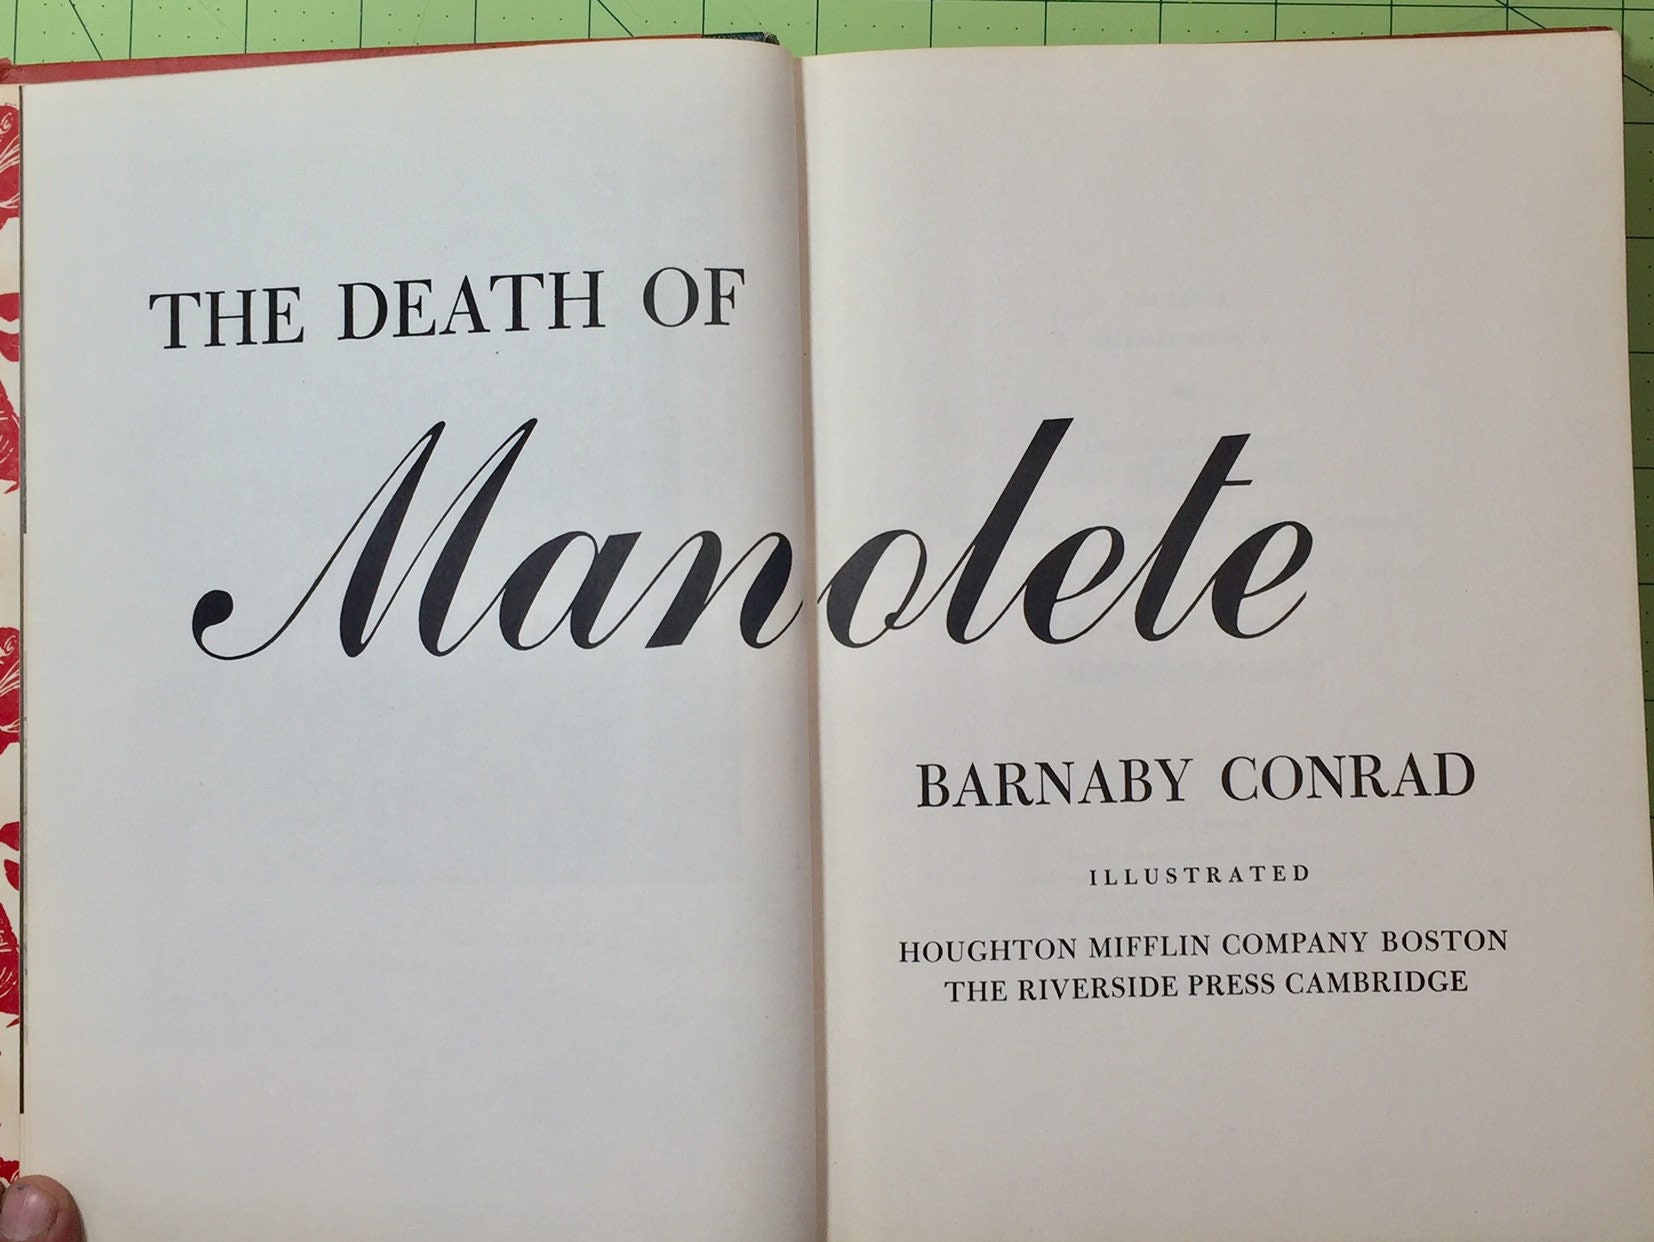 THE DEATH OF
Manolete
BARNABY CONRAD
ILLUSTRATED
HOUGHTON MIFFLIN COMPANY BOSTON
THE RIVERSIDE PRESS CAMBRIDGE